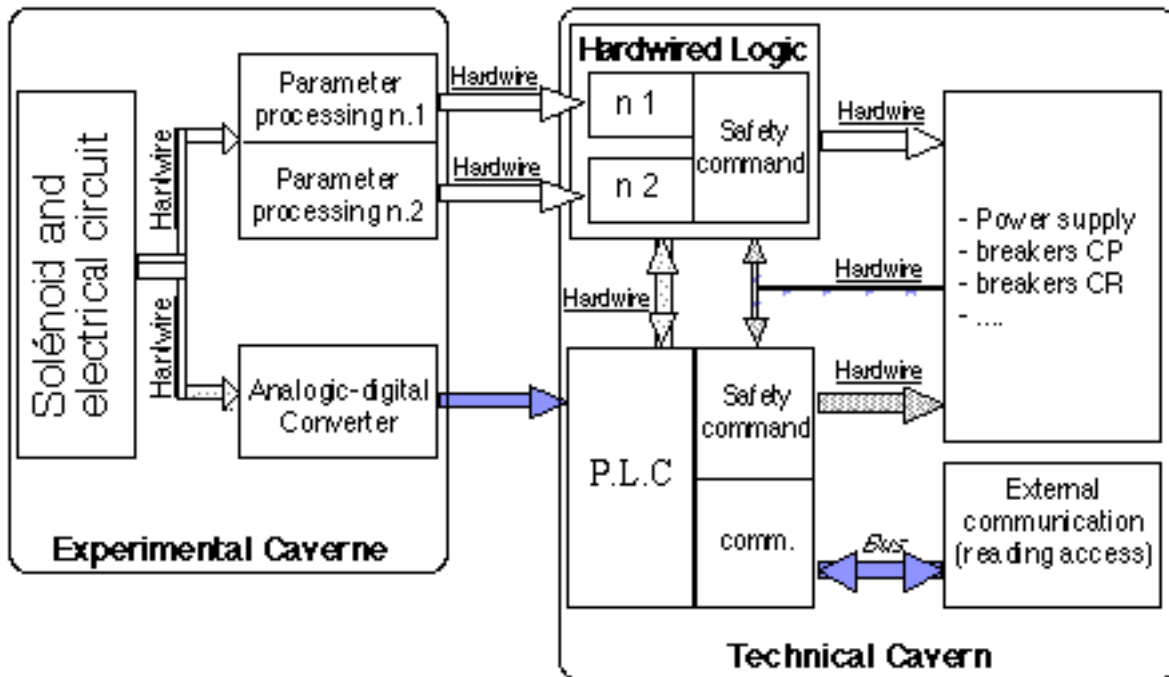 Solénoid and
electrical circuit
Hardwire
Hardwire
Parameter
processing n.1
Parameter
processing n.2
Analogic-digital
Converter
Experimental Caverne
Hardwire
Hardwire
Hardwired Logic
n 1
n 2
Safety
command
Hardwire
Hardwire
Hardwire
- Power supply
- breakers CP
- breakers CR
- ....
P.L.C
Safety
command
comm.
Hardwire
Bus
External
communication
(reading access)
Technical Cavern